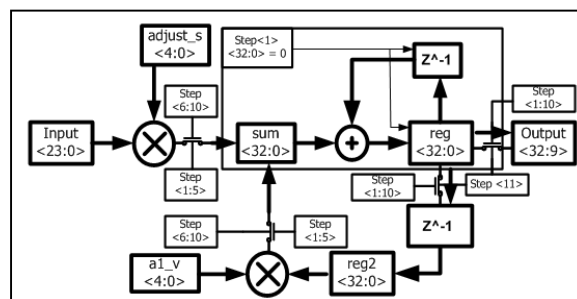 adjust_s
<4:0>
Step<1>
<32:0> = 0
Z^-1
Step
<6:10>
Step
<1:10>
Input
<23:0>
sum
<32:0>
+
reg
<32:0>
Output
<32:9>
Step
<1:5>
Step
<1:10>
Step <11>
Step
<6:10>
Step
<1:5>
Z^-1
a1_v
<4:0>
reg2
<32:0>